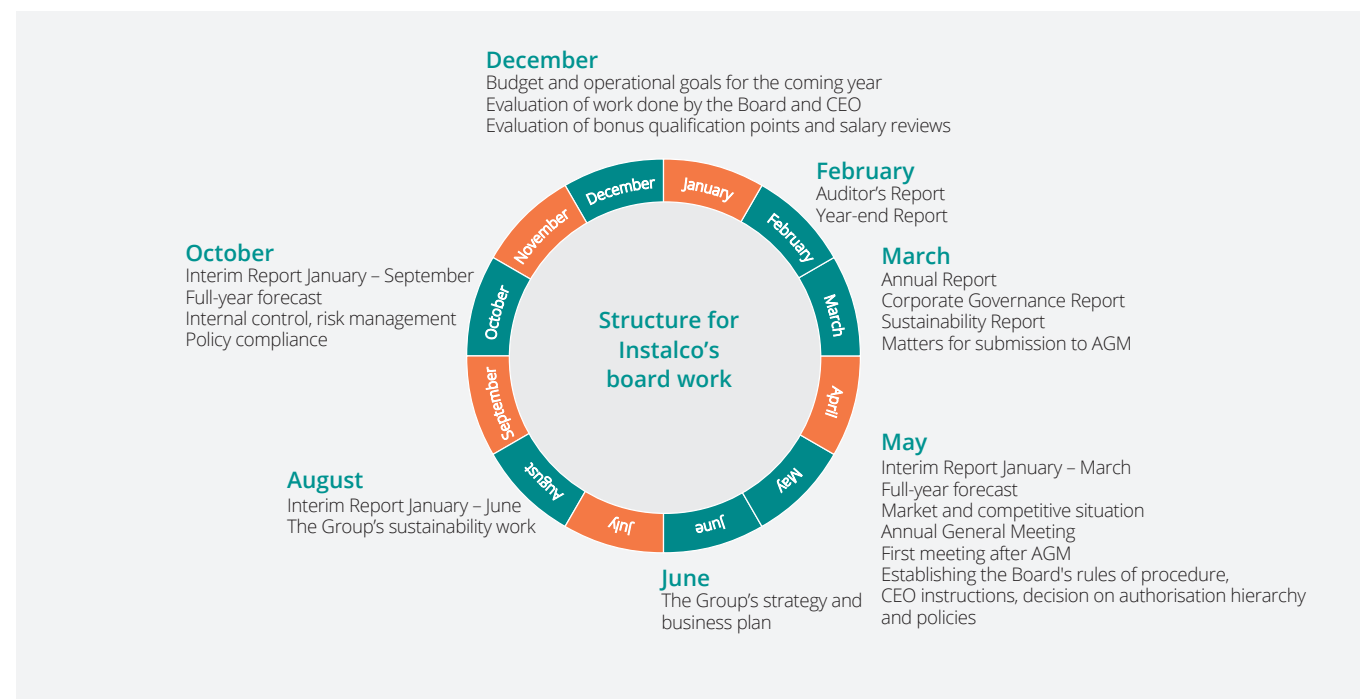 December
Budget and operational goals for the coming year
Evaluation of work done by the Board and CEO
Evaluation of bonus qualification points and salary reviews
February
Auditor’s Report
Year-end Report
March
Annual Report
Corporate Governance Report
Sustainability Report
Matters for submission to AGM
May
Interim Report January – March
Full-year forecast
Market and competitive situation
Annual General Meeting
First meeting after AGM
Establishing the Board's rules of procedure,
CEO instructions, decision on authorisation hierarchy
and policies
June
The Group’s strategy and
business plan
August
Interim Report January – June
The Group’s sustainability work
October
Interim Report January – September
Full-year forecast
Internal control, risk management
Policy compliance
January
February
March
April
May
June
July
August
September
October
November
December
Structure for
Instalco’s
board work